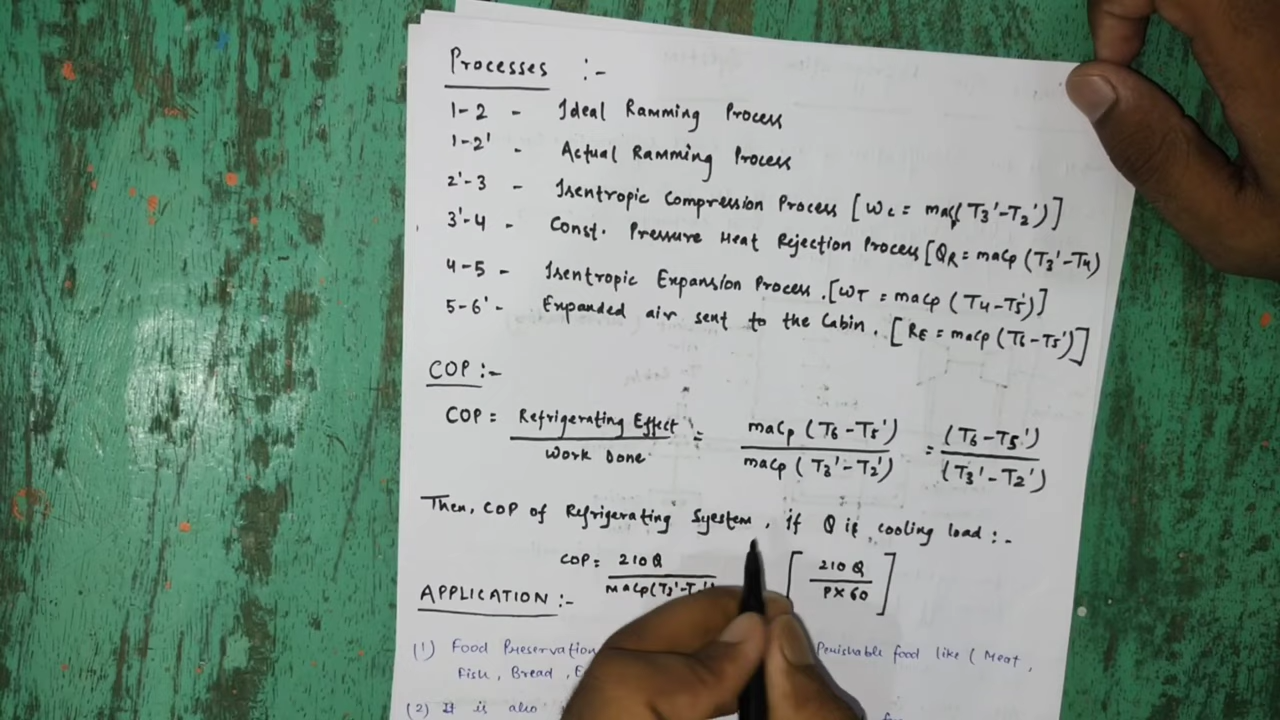 Processes :-
1-2 - Ideal Ramming Process
1-2' - Actual Ramming Process
2'-3 - Isentropic Compression Process [Wc = macp(T3'-T2')]
3'-4 - Const. Pressure Heat Rejection Process [QR = macp (T3'-T4)
4-5 - Isentropic Expansion Process. [WT = macp (T4-T5')]
5-6' - Expanded air sent to the Cabin. [RE = macp (T6-T5')]
COP :-
COP = Refrigerating Effect / Work Done = macp (T6-T5') / macp (T3'-T2') = (T6-T5') / (T3'-T2')
Then, COP of Refrigerating Syestem, if Q is cooling load :-
COP = 210 Q / macp(T3'- [210 Q / P×60]
APPLICATION :-
(1) Food Preservation Perishable food like (Meat,
Fish, Bread,
(2) It is also